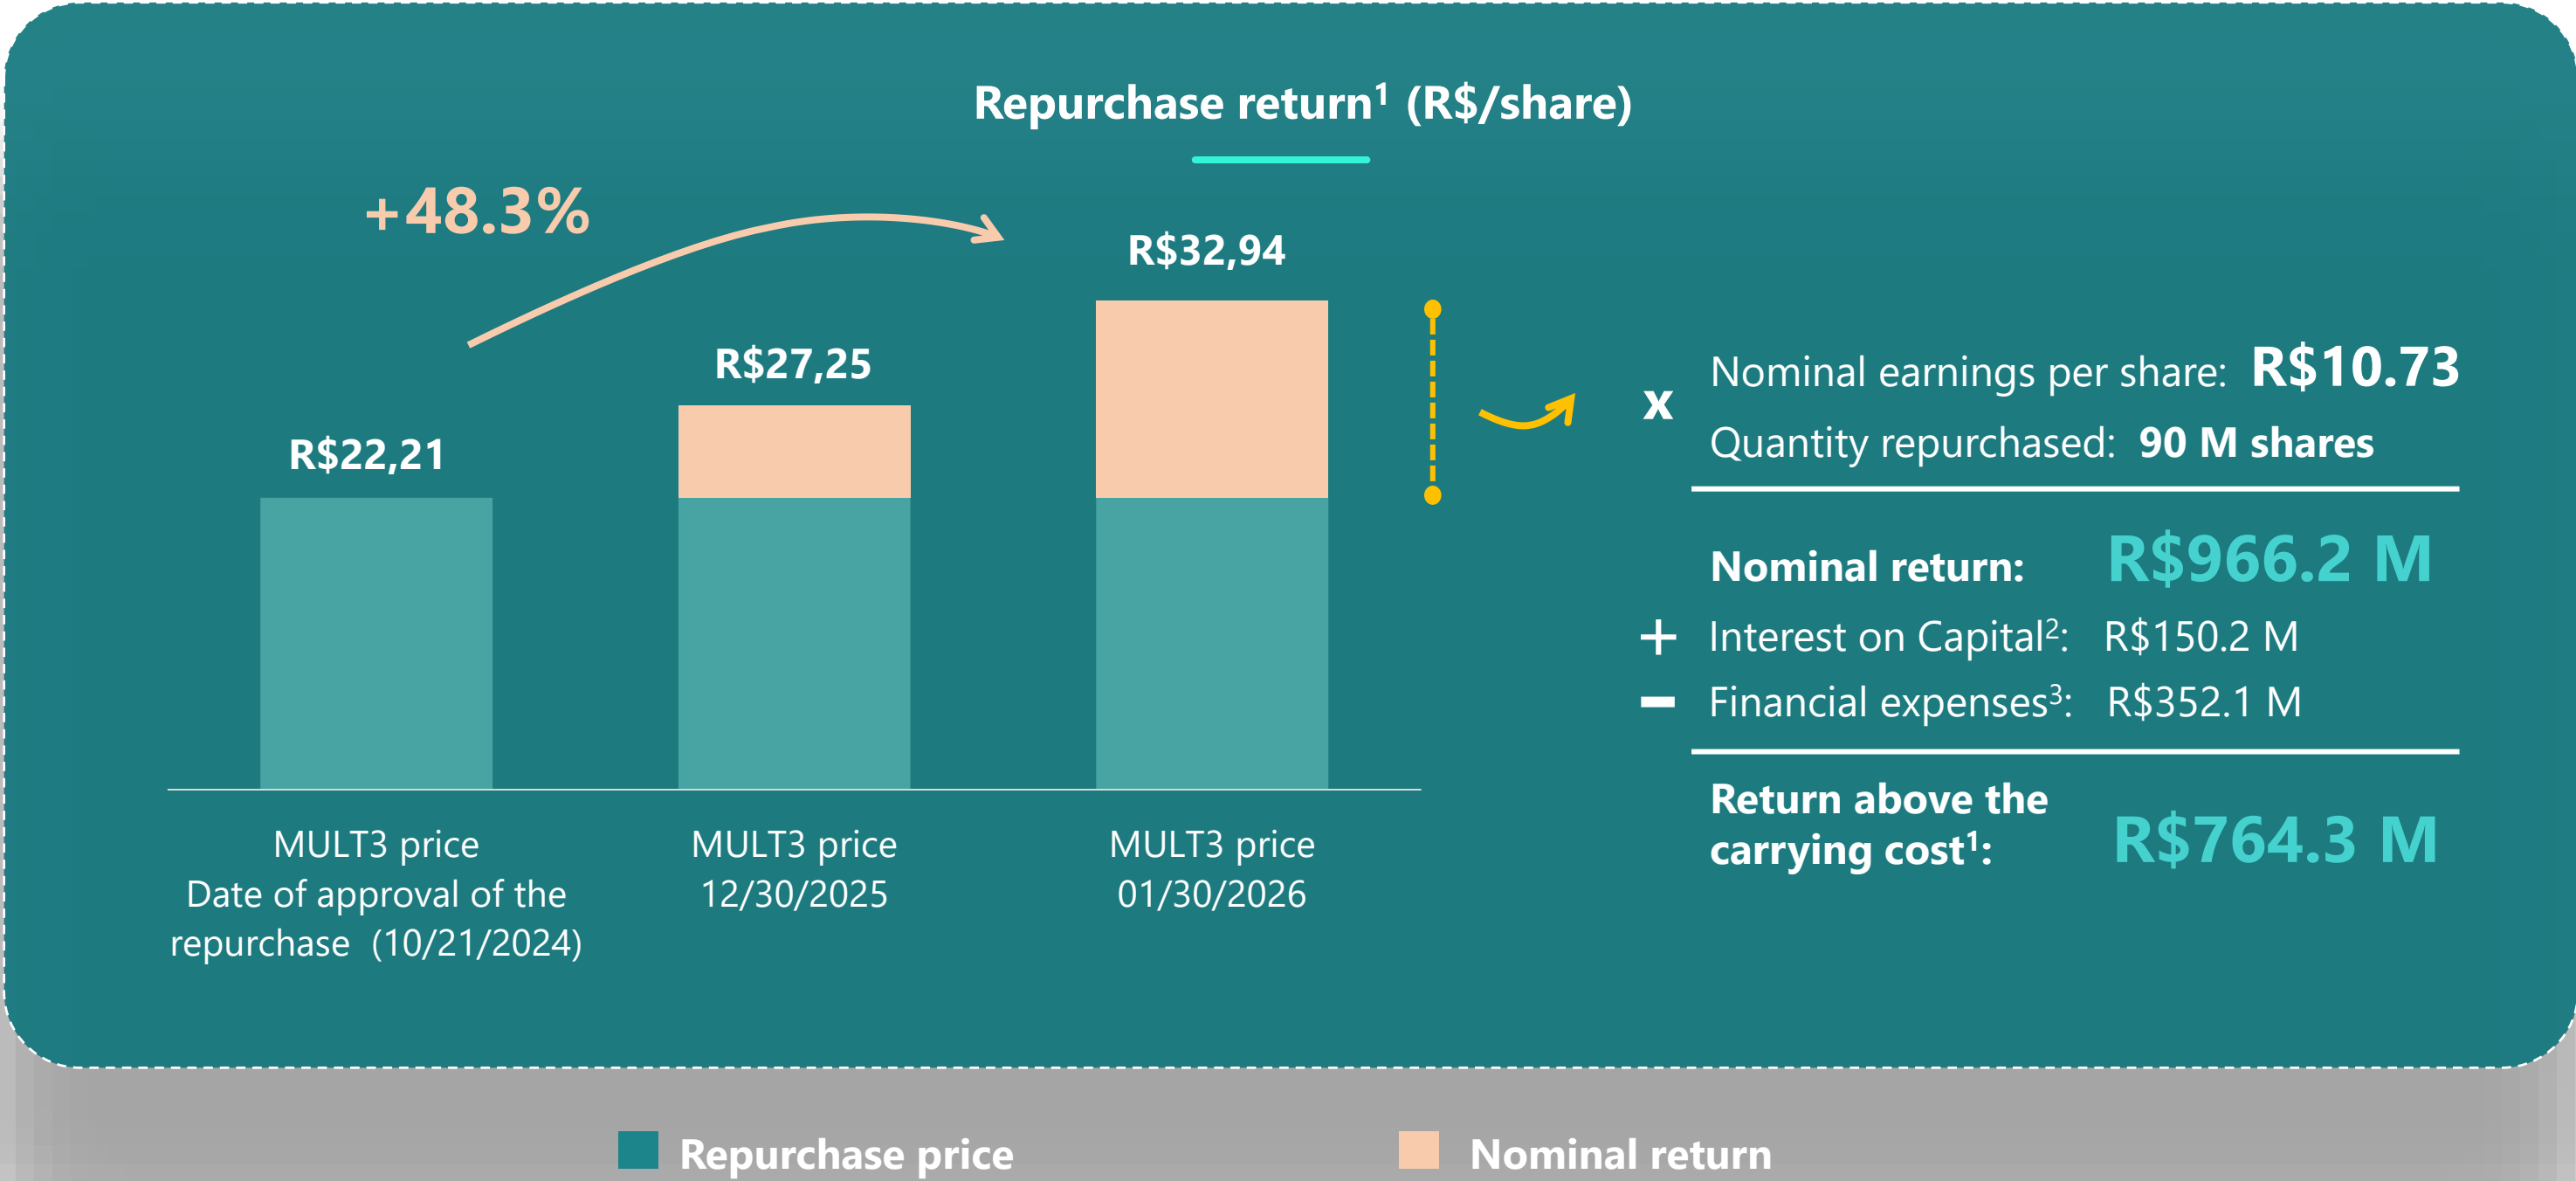 Repurchase return¹ (R$/share)
+48.3%
R$22,21
R$27,25
R$32,94
MULT3 price
Date of approval of the
repurchase (10/21/2024)
MULT3 price
12/30/2025
MULT3 price
01/30/2026
x
Nominal earnings per share: R$10.73
Quantity repurchased: 90 M shares
Nominal return: R$966.2 M
+ Interest on Capital²: R$150.2 M
− Financial expenses³: R$352.1 M
Return above the
carrying cost¹: R$764.3 M
Repurchase price
Nominal return